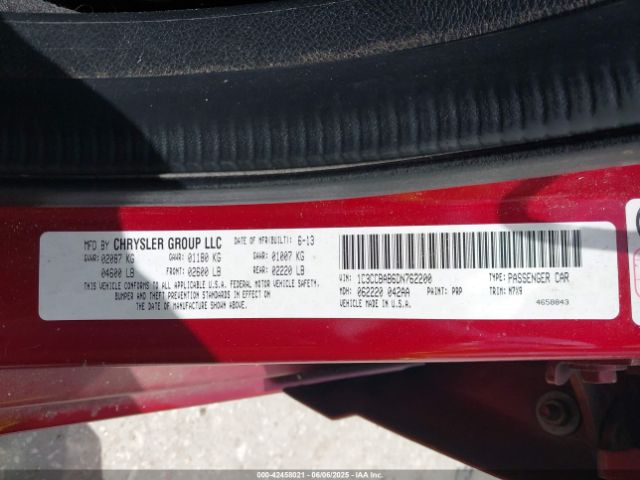 MFD BY CHRYSLER GROUP LLC DATE OF MFR(BUILT): 6-13
GVWR: 02087 KG GAWR: 01180 KG GAWR: 01007 KG
04600 LB FRONT: 02600 LB REAR: 02220 LB
THIS VEHICLE CONFORMS TO ALL APPLICABLE U.S.A. FEDERAL MOTOR VEHICLE SAFETY,
BUMPER AND THEFT PREVENTION STANDARDS IN EFFECT ON
THE DATE OF MANUFACTURE SHOWN ABOVE.
VIN: 1C3CCBAB6DN762200 TYPE: PASSENGER CAR
MDH: 062220 042AA PAINT: PRP TRIM: M7X9
VEHICLE MADE IN U.S.A. 4658843
000-42458021 - 06/06/2025 - IAAI.COM